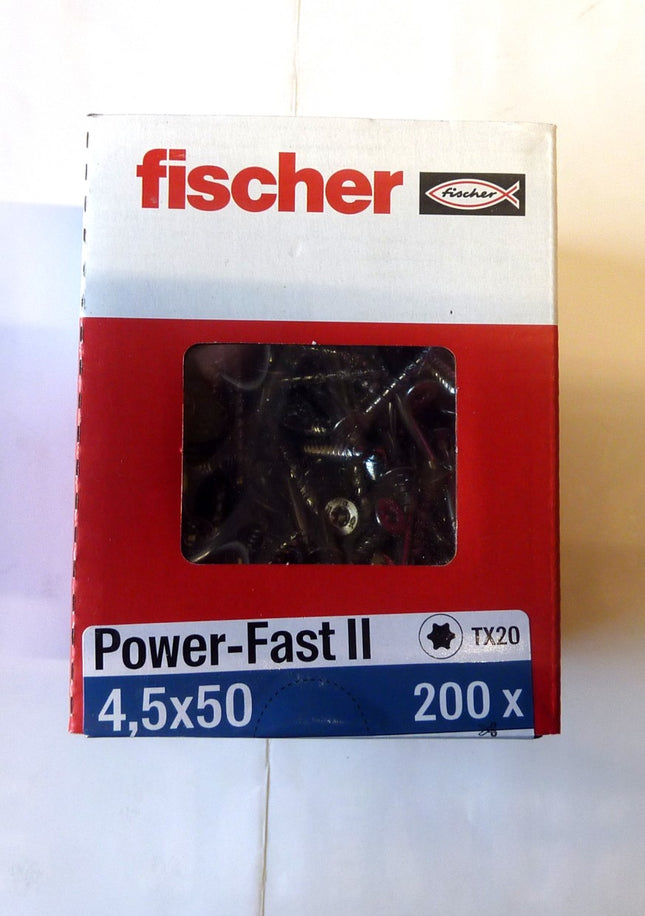 fischer
fischer
Power-Fast II
TX20
4,5x50
200 x